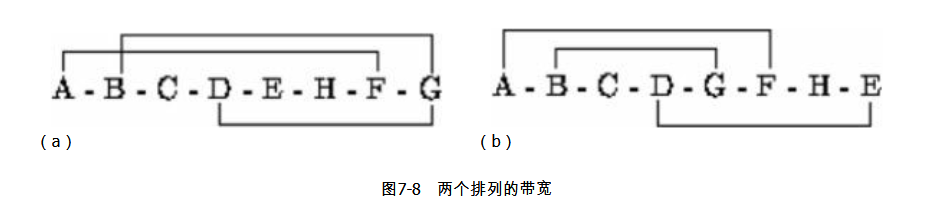 A - B - C - D - E - H - F - G
A - B - C - D - G - F - H - E
(a)
(b)
图7-8 两个排列的带宽